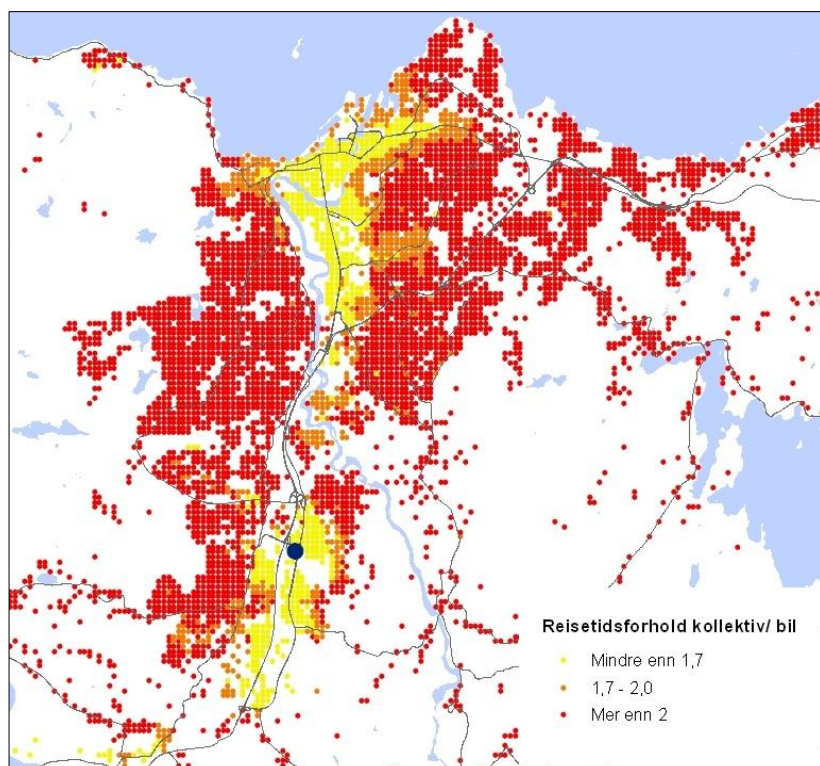 Reisetidsforhold kollektiv/ bil
Mindre enn 1,7
1,7 - 2,0
Mer enn 2